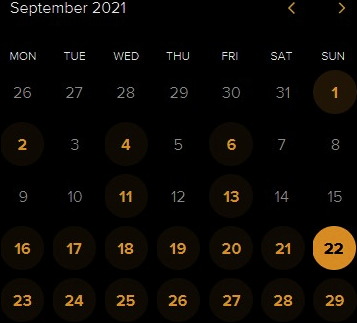 September 2021
MON TUE WED THU FRI SAT SUN
26 27 28 29 30 31 1
2 3 4 5 6 7 8
9 10 11 12 13 14 15
16 17 18 19 20 21 22
23 24 25 26 27 28 29